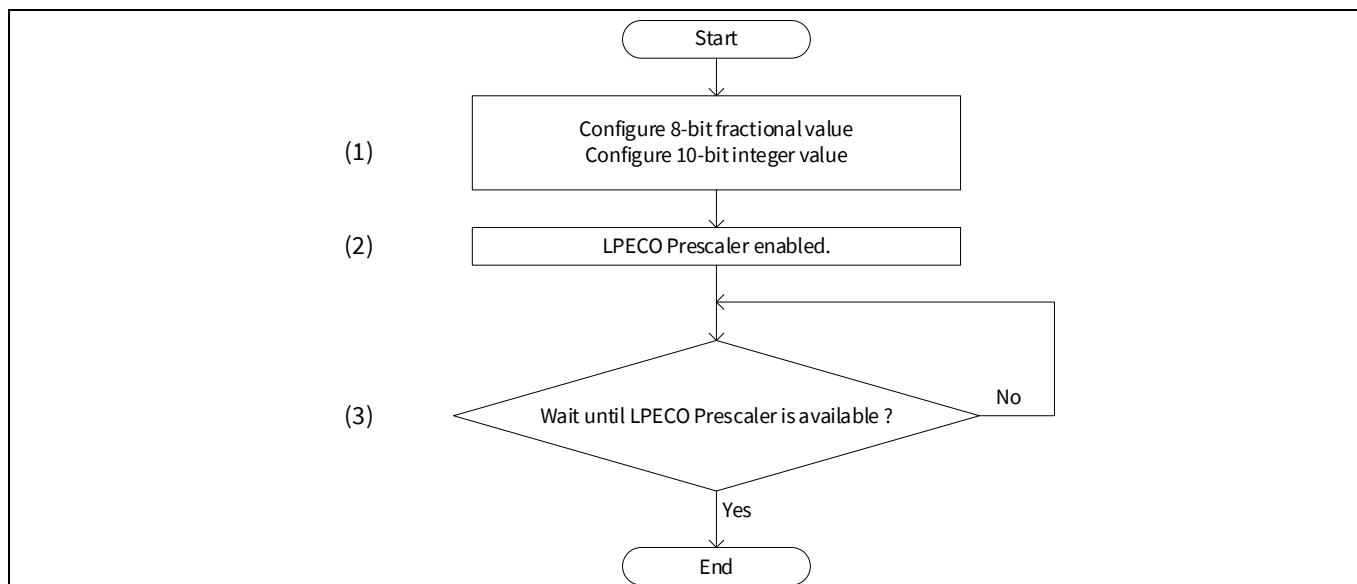 Start
(1)
Configure 8-bit fractional value
Configure 10-bit integer value
(2)
LPECO Prescaler enabled.
(3)
Wait until LPECO Prescaler is available ?
No
Yes
End